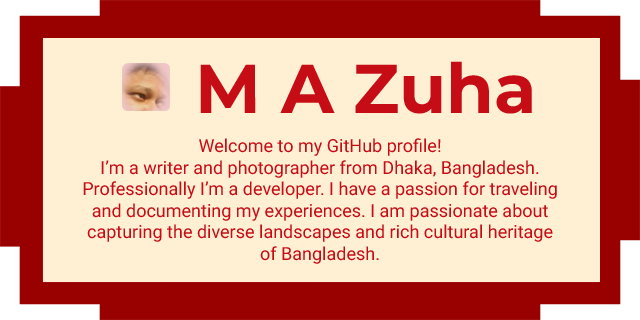 M A Zuha
Welcome to my GitHub profile!
I'm a writer and photographer from Dhaka, Bangladesh.
Professionally I'm a developer. I have a passion for traveling
and documenting my experiences. I am passionate about
capturing the diverse landscapes and rich cultural heritage
of Bangladesh.